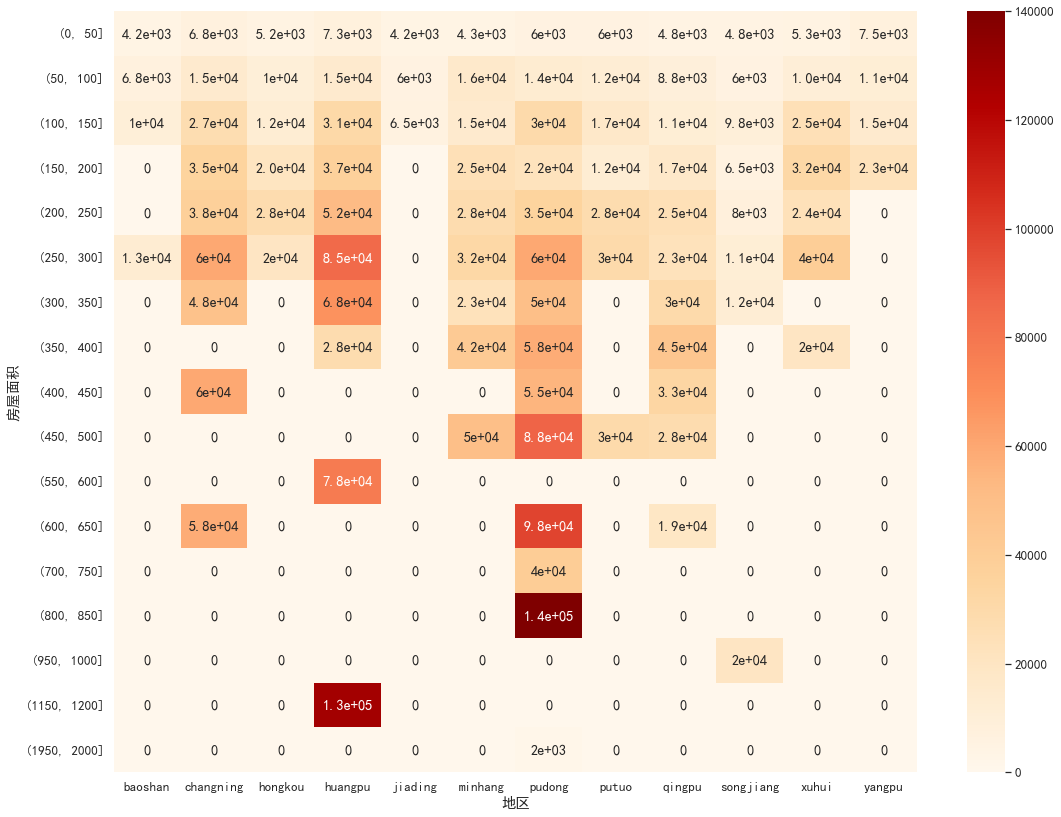 (0, 50] 4.2e+03 6.8e+03 5.2e+03 7.3e+03 4.2e+03 4.3e+03 6e+03 6e+03 4.8e+03 4.8e+03 5.3e+03 7.5e+03
(50, 100] 6.8e+03 1.5e+04 1e+04 1.5e+04 6e+03 1.6e+04 1.4e+04 1.2e+04 8.8e+03 6e+03 1.0e+04 1.1e+04
(100, 150] 1e+04 2.7e+04 1.2e+04 3.1e+04 6.5e+03 1.5e+04 3e+04 1.7e+04 1.1e+04 9.8e+03 2.5e+04 1.5e+04
(150, 200] 0 3.5e+04 2.0e+04 3.7e+04 0 2.5e+04 2.2e+04 1.2e+04 1.7e+04 6.5e+03 3.2e+04 2.3e+04
(200, 250] 0 3.8e+04 2.8e+04 5.2e+04 0 2.8e+04 3.5e+04 2.8e+04 2.5e+04 8e+03 2.4e+04 0
(250, 300] 1.3e+04 6e+04 2e+04 8.5e+04 0 3.2e+04 6e+04 3e+04 2.3e+04 1.1e+04 4e+04 0
(300, 350] 0 4.8e+04 0 6.8e+04 0 2.3e+04 5e+04 0 3e+04 1.2e+04 0 0
(350, 400] 0 0 0 2.8e+04 0 4.2e+04 5.8e+04 0 4.5e+04 0 2e+04 0
(400, 450] 0 6e+04 0 0 0 0 5.5e+04 0 3.3e+04 0 0 0
(450, 500] 0 0 0 0 0 5e+04 8.8e+04 3e+04 2.8e+04 0 0 0
(550, 600] 0 0 0 7.8e+04 0 0 0 0 0 0 0 0
(600, 650] 0 5.8e+04 0 0 0 0 9.8e+04 0 1.9e+04 0 0 0
(700, 750] 0 0 0 0 0 0 4e+04 0 0 0 0 0
(800, 850] 0 0 0 0 0 0 1.4e+05 0 0 0 0 0
(950, 1000] 0 0 0 0 0 0 0 0 0 2e+04 0 0
(1150, 1200] 0 0 0 1.3e+05 0 0 0 0 0 0 0 0
(1950, 2000] 0 0 0 0 0 0 2e+03 0 0 0 0 0
baoshan changning hongkou huangpu jiading minhang pudong putuo qingpu songjiang xuhui yangpu
地区
房屋面积
140000
120000
100000
80000
60000
40000
20000
0